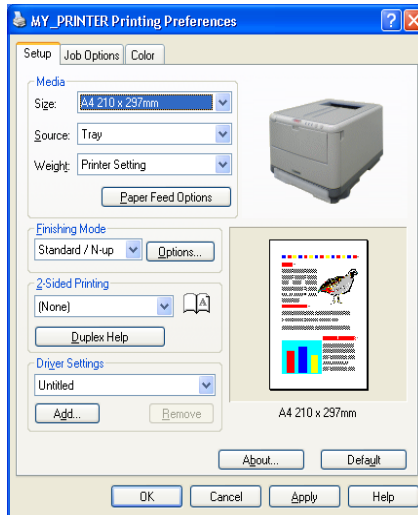 MY_PRINTER Printing Preferences
Setup Job Options Color
Media
Size: A4 210 x 297mm
Source: Tray
Weight: Printer Setting
Paper Feed Options
Finishing Mode
Standard / N-up Options...
2-Sided Printing
(None) A
Duplex Help
Driver Settings
Untitled
Add... Remove
A4 210 x 297mm
About... Default
OK Cancel Apply Help